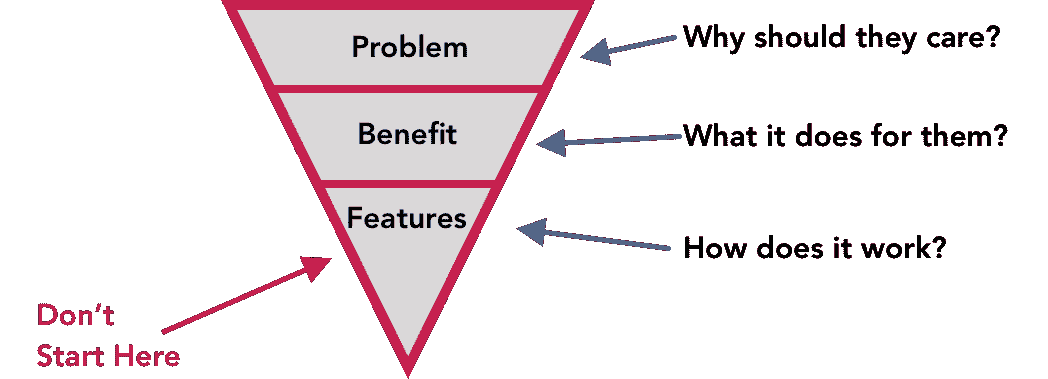 Problem
Why should they care?
Benefit
What it does for them?
Features
How does it work?
Don't
Start Here